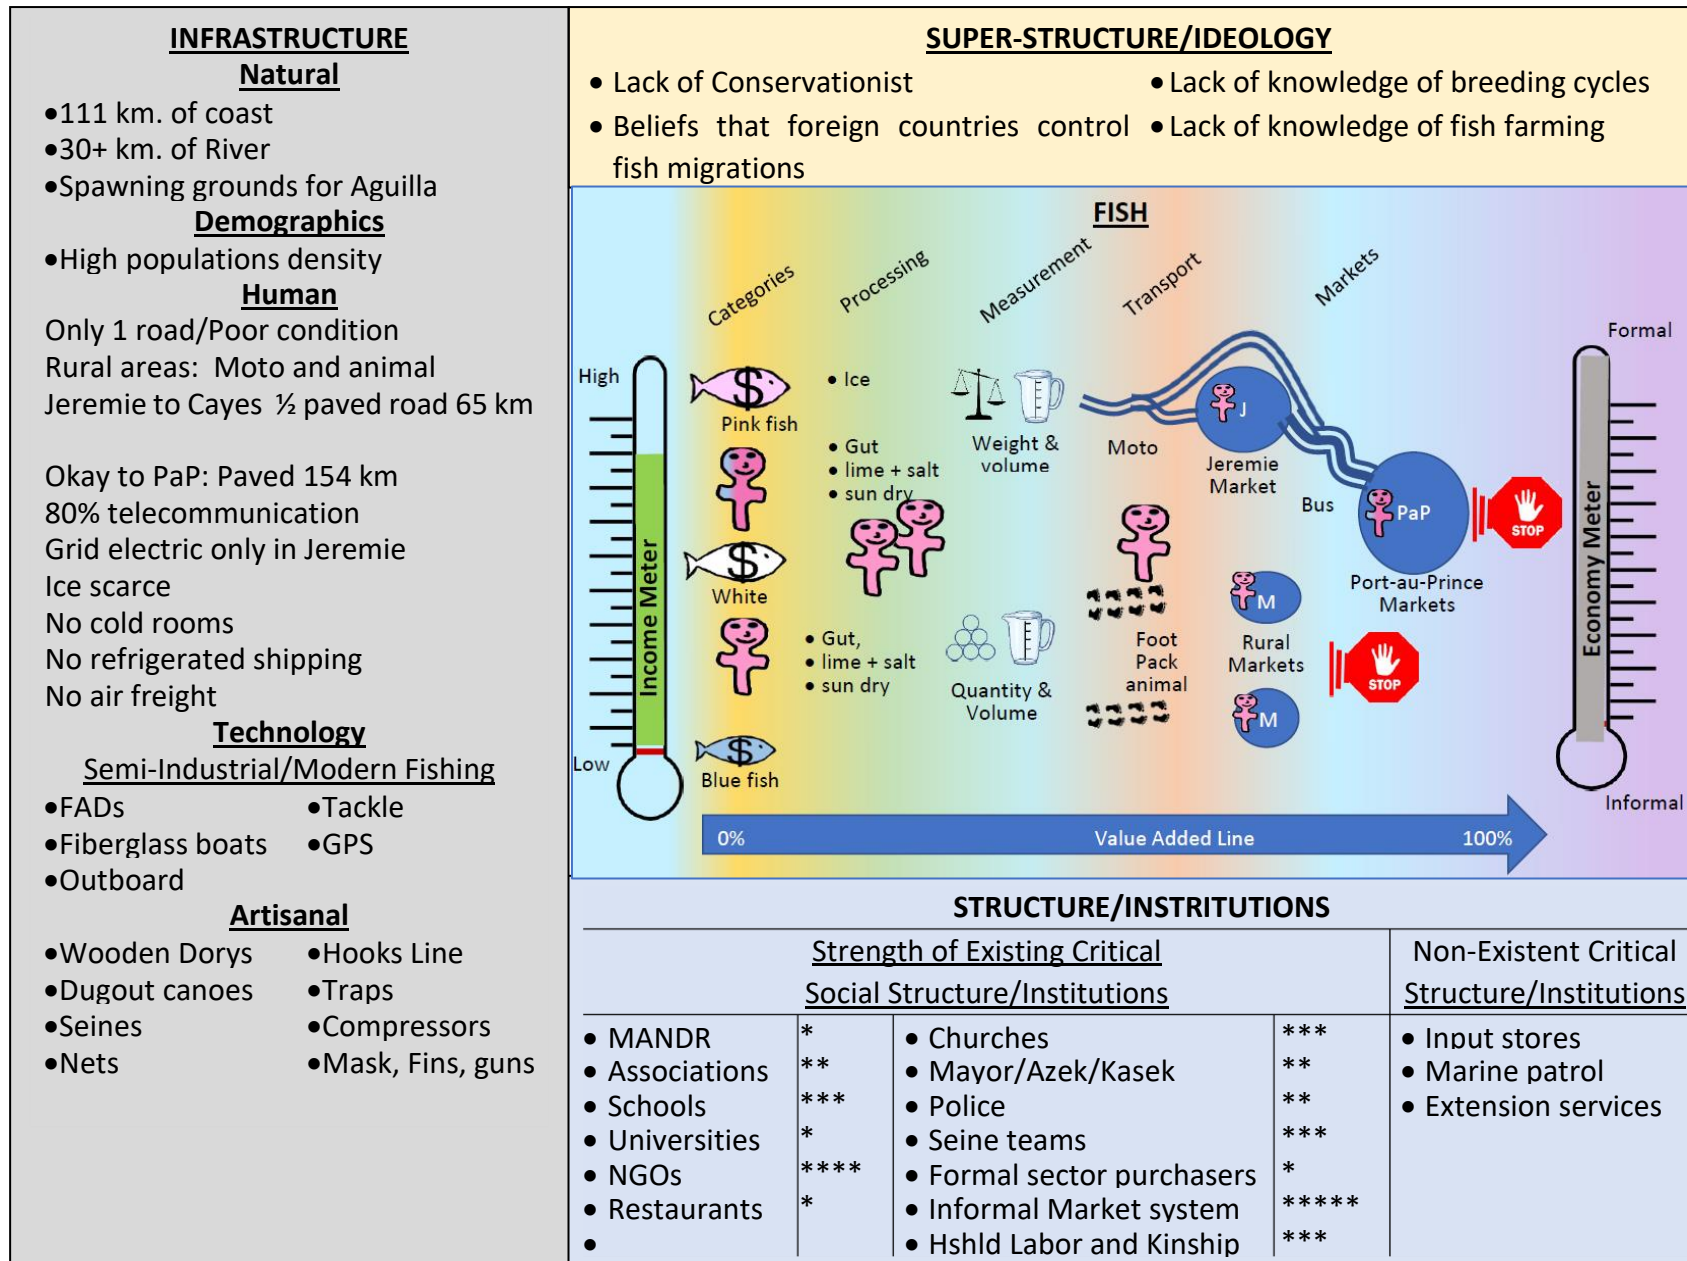 INFRASTRUCTURE
Natural
•111 km. of coast
•30+ km. of River
•Spawning grounds for Aguilla
Demographics
•High populations density
Human
Only 1 road/Poor condition
Rural areas: Moto and animal
Jeremie to Cayes ½ paved road 65 km
Okay to PaP: Paved 154 km
80% telecommunication
Grid electric only in Jeremie
Ice scarce
No cold rooms
No refrigerated shipping
No air freight
Technology
Semi-Industrial/Modern Fishing
•FADs •Tackle
•Fiberglass boats •GPS
•Outboard
Artisanal
•Wooden Dorys •Hooks Line
•Dugout canoes •Traps
•Seines •Compressors
•Nets •Mask, Fins, guns
SUPER-STRUCTURE/IDEOLOGY
• Lack of Conservationist
• Beliefs that foreign countries control
fish migrations
• Lack of knowledge of breeding cycles
• Lack of knowledge of fish farming
FISH
Categories
Processing
Measurement
Transport
Markets
High
Income Meter
Low
$
Pink fish
$
White
$
Blue fish
• Ice
• Gut
• lime + salt
• sun dry
• Gut,
• lime + salt
• sun dry
Weight &
volume
Quantity &
Volume
Moto
Foot
Pack
animal
J
Jeremie
Market
Bus
PaP
Port-au-Prince
Markets
STOP
M
Rural
Markets
M
STOP
Formal
Economy Meter
Informal
0% Value Added Line 100%
STRUCTURE/INSTRITUTIONS
Strength of Existing Critical
Social Structure/Institutions
Non-Existent Critical
Structure/Institutions
• MANDR * • Churches *** • Input stores
• Associations ** • Mayor/Azek/Kasek ** • Marine patrol
• Schools *** • Police ** • Extension services
• Universities * • Seine teams ***
• NGOs **** • Formal sector purchasers *
• Restaurants * • Informal Market system *****
• • Hshld Labor and Kinship ***